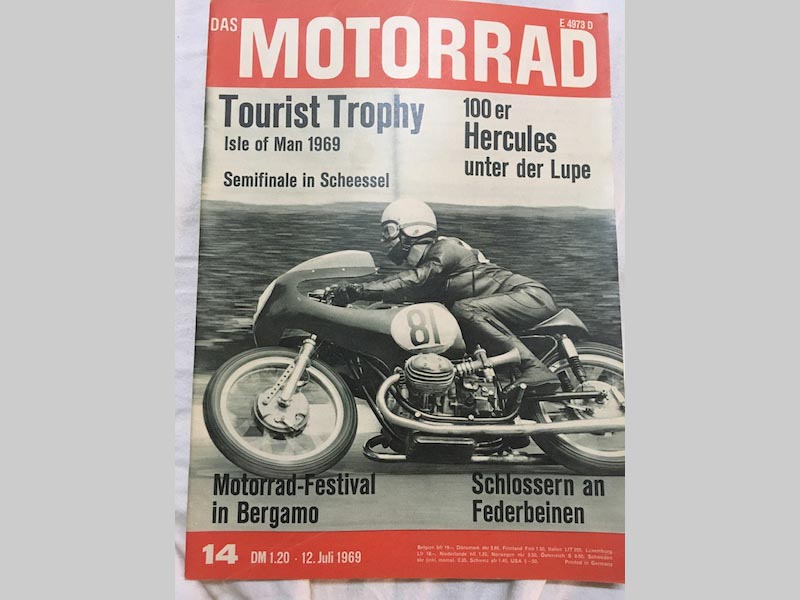 DAS
MOTORRAD
E 4973 D
Tourist Trophy
Isle of Man 1969
Semifinale in Scheessel
100er
Hercules
unter der Lupe
81
Motorrad-Festival
in Bergamo
Schlossern an
Federbeinen
14 DM 1.20 · 12. Juli 1969
Printed in Germany